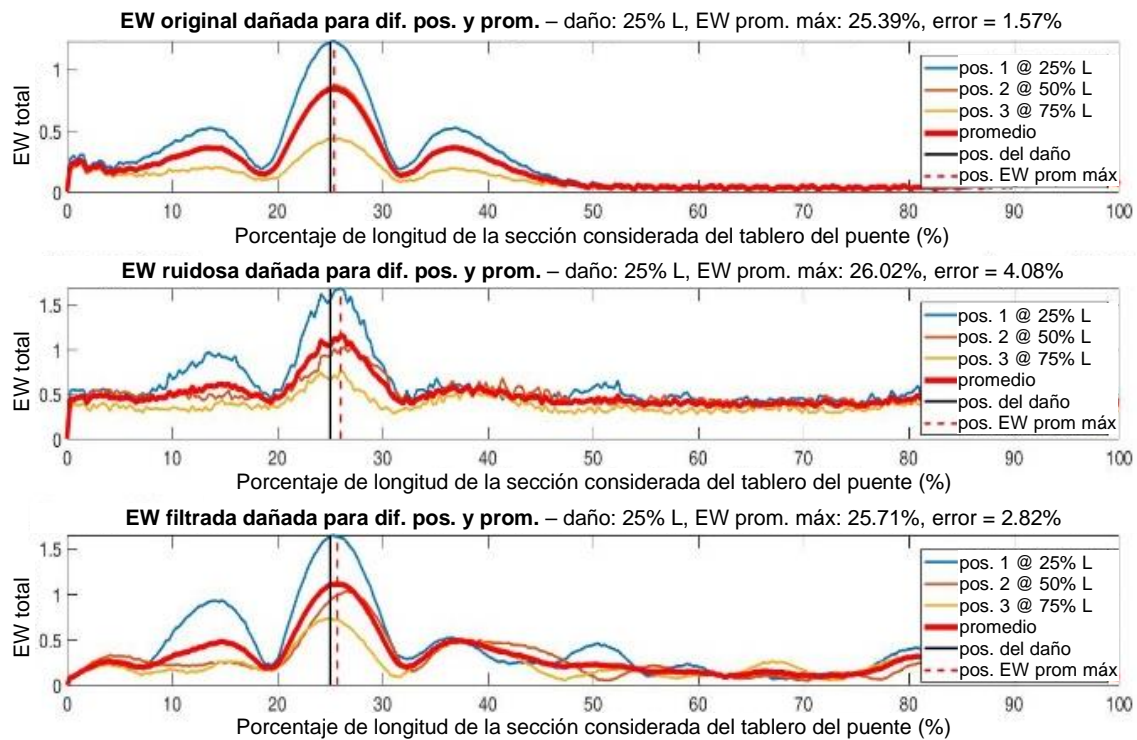 EW original dañada para dif. pos. y prom. – daño: 25% L, EW prom. máx: 25.39%, error = 1.57%
EW total
1
0.5
0
pos. 1 @ 25% L
pos. 2 @ 50% L
pos. 3 @ 75% L
promedio
pos. del daño
pos. EW prom máx
0 10 20 30 40 50 60 70 80 90 100
Porcentaje de longitud de la sección considerada del tablero del puente (%)
EW ruidosa dañada para dif. pos. y prom. – daño: 25% L, EW prom. máx: 26.02%, error = 4.08%
EW total
1.5
1
0.5
0
pos. 1 @ 25% L
pos. 2 @ 50% L
pos. 3 @ 75% L
promedio
pos. del daño
pos. EW prom máx
0 10 20 30 40 50 60 70 80 90 100
Porcentaje de longitud de la sección considerada del tablero del puente (%)
EW filtrada dañada para dif. pos. y prom. – daño: 25% L, EW prom. máx: 25.71%, error = 2.82%
EW total
1.5
1
0.5
0
pos. 1 @ 25% L
pos. 2 @ 50% L
pos. 3 @ 75% L
promedio
pos. del daño
pos. EW prom máx
0 10 20 30 40 50 60 70 80 90 100
Porcentaje de longitud de la sección considerada del tablero del puente (%)